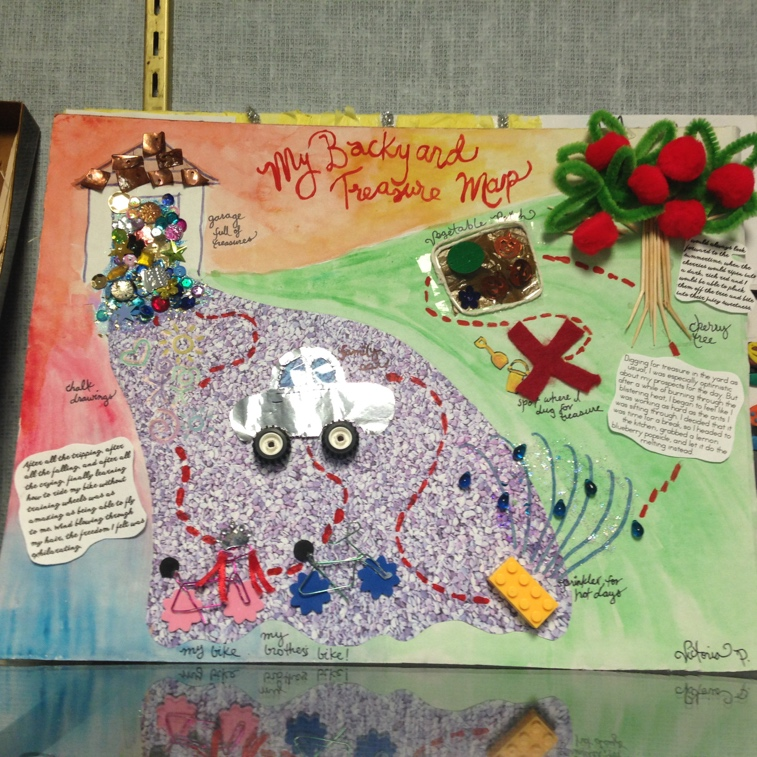 My Backyard
Treasure Map
garage
full of
treasures
Vegetable
would always look
forward to the
summertime, when the
cherries would ripen into
a dark, rich red and I
would be able to pluck
them off the tree and bite
into their juicy sweetness
cherry
tree
family
chalk
drawings
spot where I
dug for
treasure
Digging for treasure in the yard as
usual, I was especially optimistic
about my prospects for the day. But
after a while of burning through the
blistering heat, I began to feel like I
was working as hard as the ants I
was sifting through. I decided that it
was time for a break, so I headed to
the kitchen, grabbed a lemon
blueberry popsicle, and let it do the
melting instead.
After all the tripping, after
all the falling, and after all
the crying, finally learning
how to ride my bike without
training wheels was as
amazing as being able to fly
to me. Wind blowing through
my hair, the freedom I felt was
exhilarating.
sprinkler, for
hot days
my bike
my
brother's bike!
Victoria P.